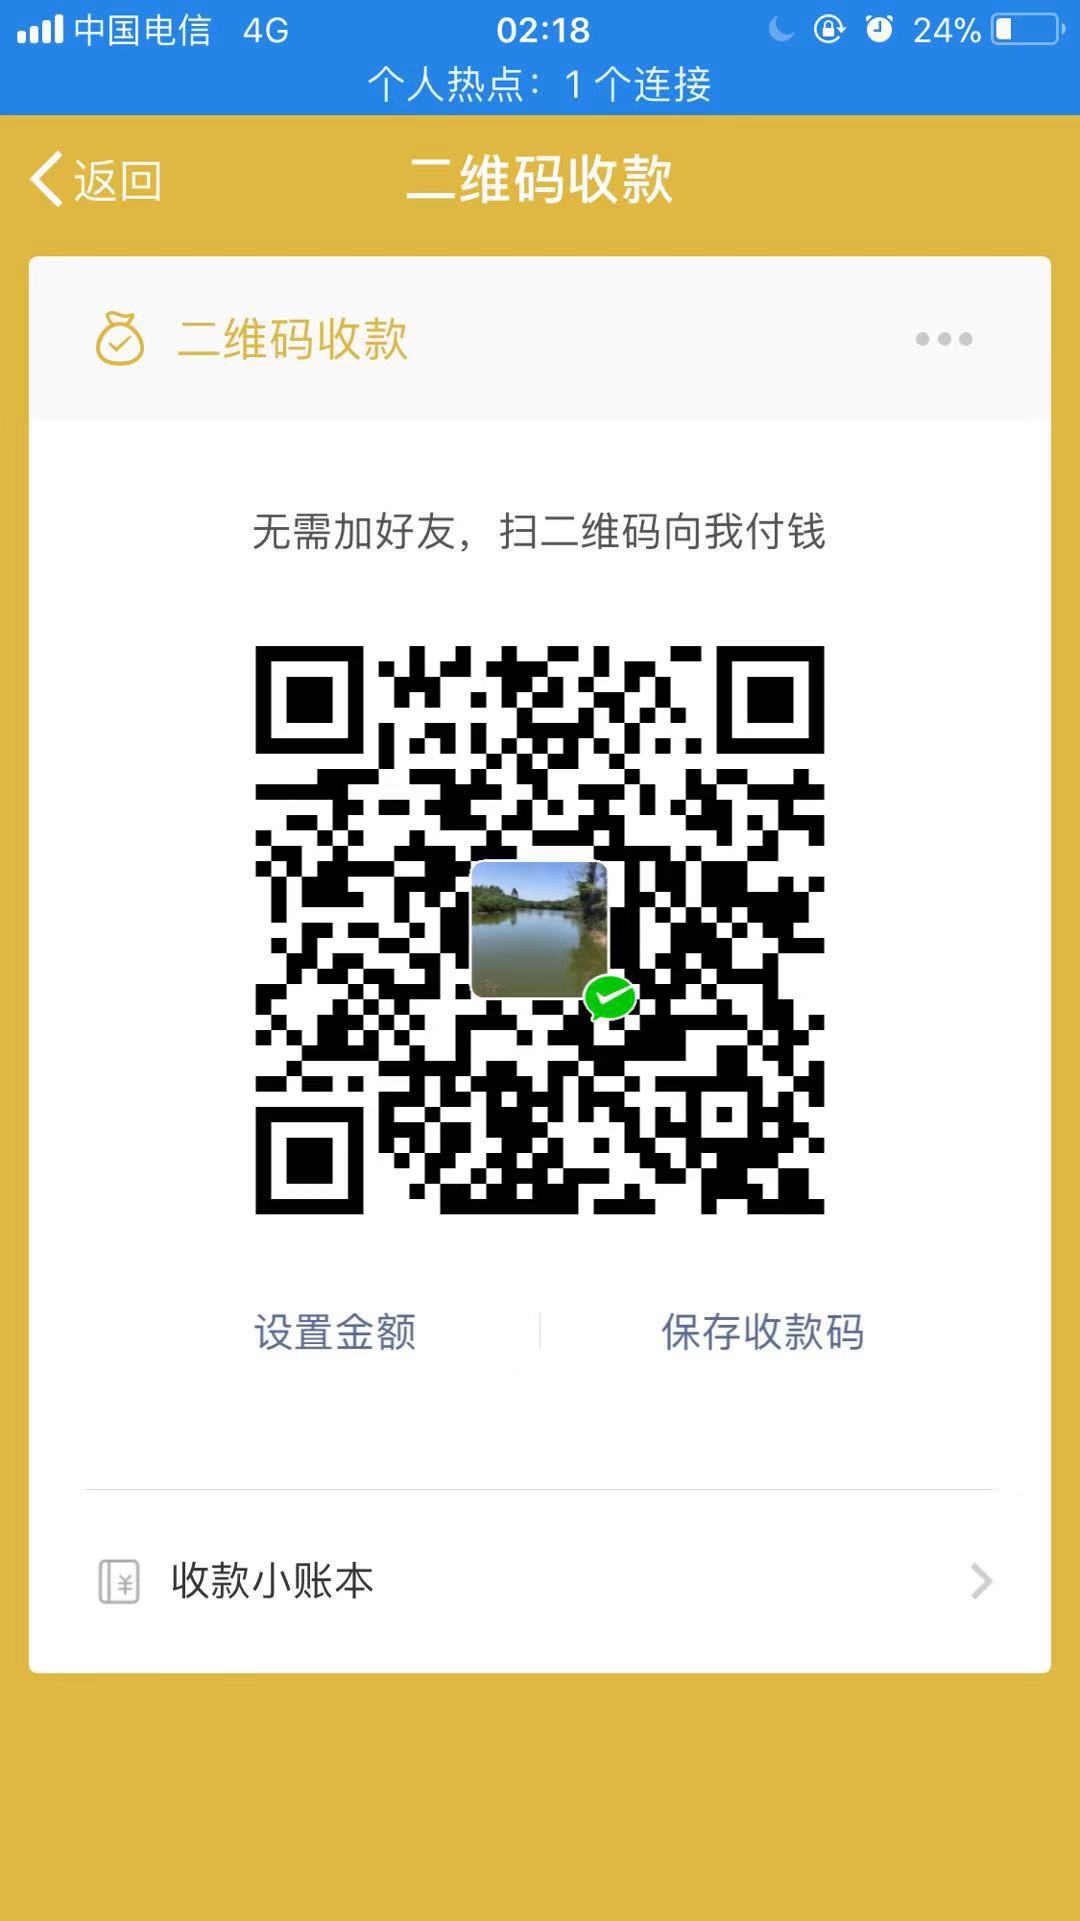 中国电信 4G 02:18 24%
个人热点：1 个连接
返回 二维码收款
二维码收款
无需加好友，扫二维码向我付钱
设置金额 保存收款码
¥ 收款小账本